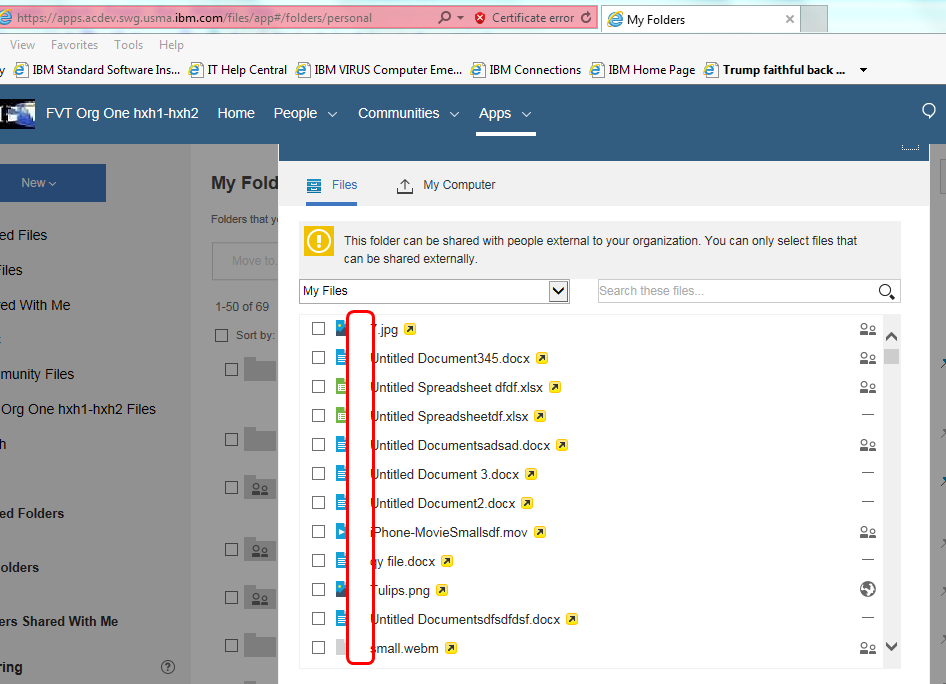 https://apps.acdev.swg.usma.ibm.com/files/app#/folders/personal
Certificate error
My Folders
View Favorites Tools Help
IBM Standard Software Ins... IT Help Central IBM VIRUS Computer Eme... IBM Connections IBM Home Page Trump faithful back ...
FVT Org One hxh1-hxh2 Home People Communities Apps
New
ed Files
iles
ed With Me
munity Files
Org One hxh1-hxh2 Files
h
ed Folders
olders
ers Shared With Me
ring
?
My Fold
Folders that yo
Move to
1-50 of 69
Sort by:
Files My Computer
This folder can be shared with people external to your organization. You can only select files that
can be shared externally.
My Files
Search these files...
7.jpg
Untitled Document345.docx
Untitled Spreadsheet dfdf.xlsx
Untitled Spreadsheetdf.xlsx
Untitled Documentsadsad.docx
Untitled Document 3.docx
Untitled Document2.docx
iPhone-MovieSmallsdf.mov
qy file.docx
Tulips.png
Untitled Documentsdfsdfdsf.docx
small.webm